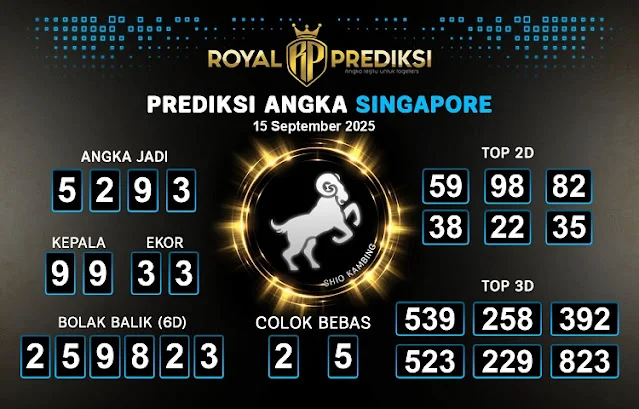 ROYAL RP PREDIKSI
Angka jitu untuk togelers
PREDIKSI ANGKA SINGAPORE
15 September 2025
ANGKA JADI
5 2 9 3
KEPALA EKOR
9 9 3 3
BOLAK BALIK (6D)
2 5 9 8 2 3
SHIO KAMBING
COLOK BEBAS
2 5
TOP 2D
59 98 82
38 22 35
TOP 3D
539 258 392
523 229 823